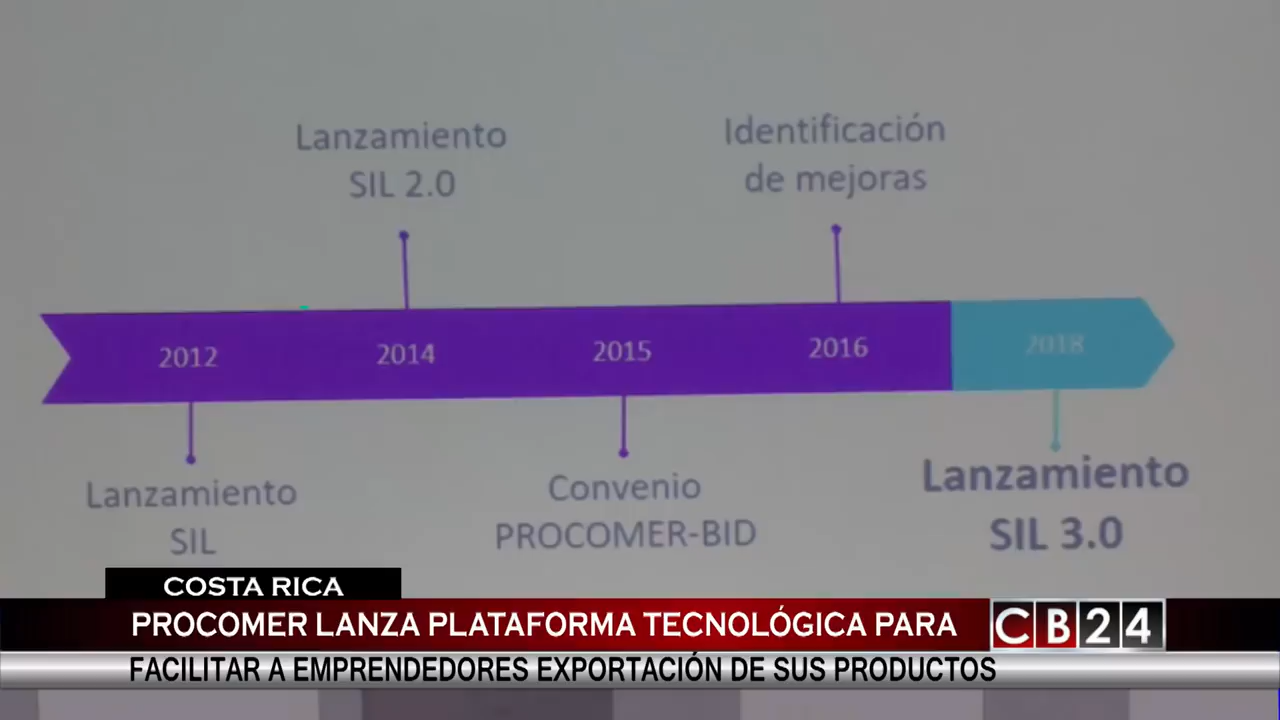 Lanzamiento
SIL 2.0
Identificación
de mejoras
2012
2014
2015
2016
2018
Lanzamiento
SIL
Convenio
PROCOMER-BID
Lanzamiento
SIL 3.0
COSTA RICA
PROCOMER LANZA PLATAFORMA TECNOLÓGICA PARA
CB24
FACILITAR A EMPRENDEDORES EXPORTACIÓN DE SUS PRODUCTOS